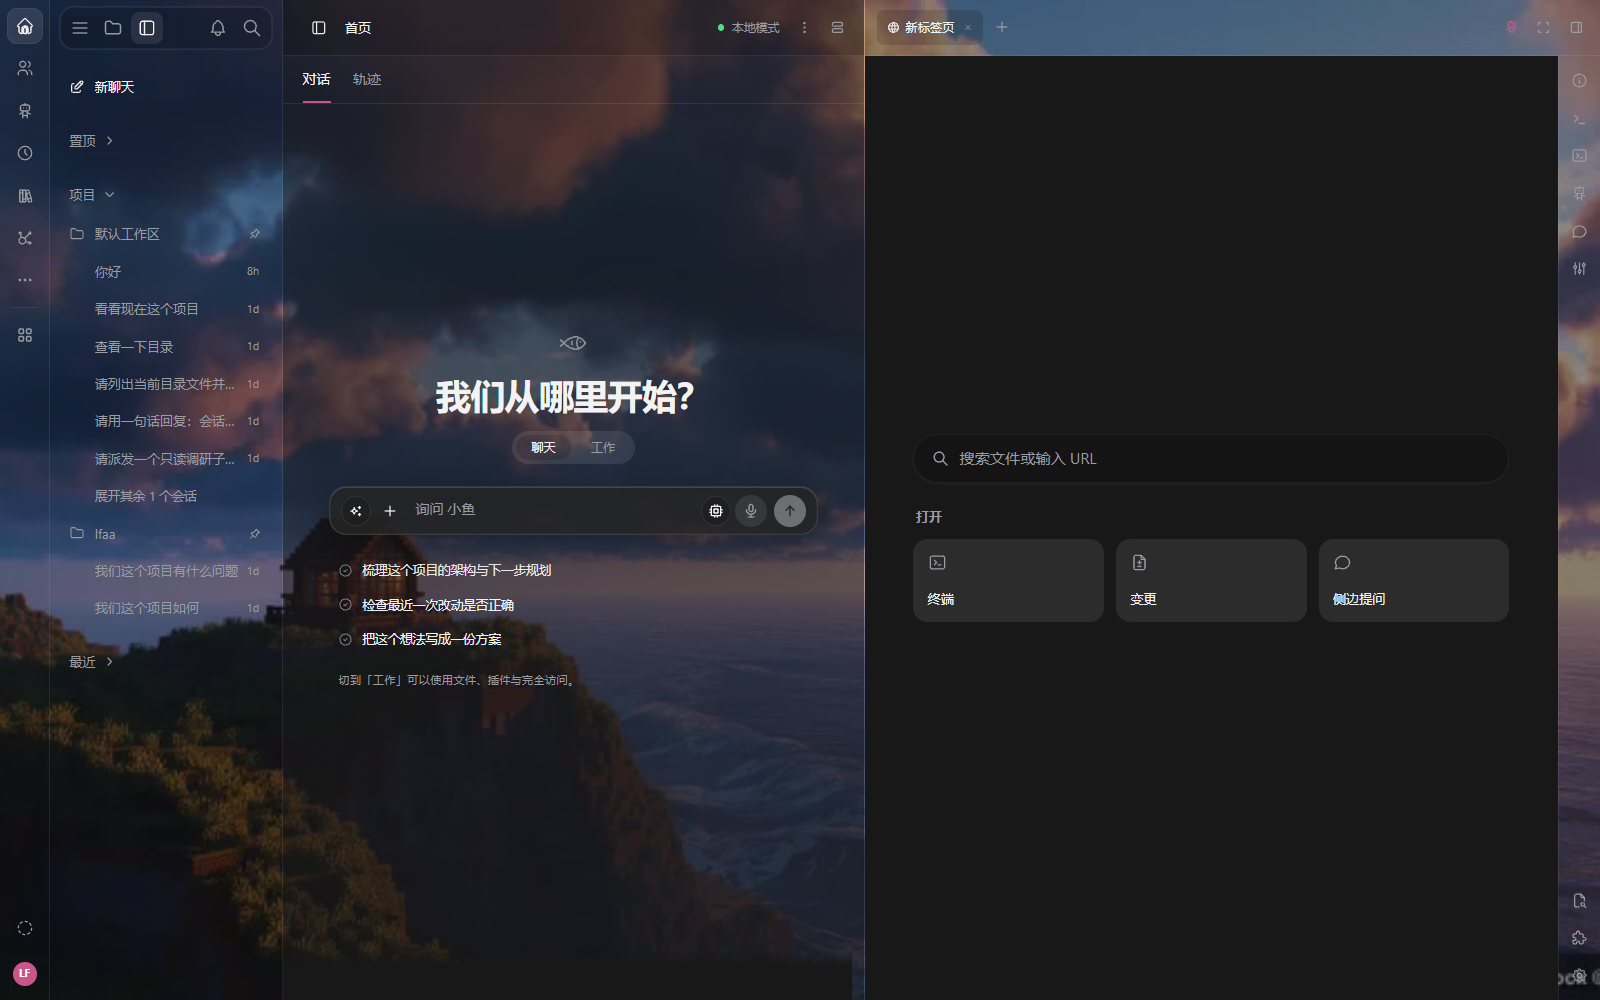 新聊天
置顶
项目
默认工作区
你好 8h
看看现在这个项目 1d
查看一下目录 1d
请列出当前目录文件并... 1d
请用一句话回复：会话... 1d
请派发一个只读调研子... 1d
展开其余 1 个会话
lfaa
我们这个项目有什么问题 1d
我们这个项目如何 1d
最近
LF
首页
本地模式
对话 轨迹
我们从哪里开始？
聊天 工作
询问 小鱼
梳理这个项目的架构与下一步规划
检查最近一次改动是否正确
把这个想法写成一份方案
切到「工作」可以使用文件、插件与完全访问。
新标签页
搜索文件或输入 URL
打开
终端
变更
侧边提问